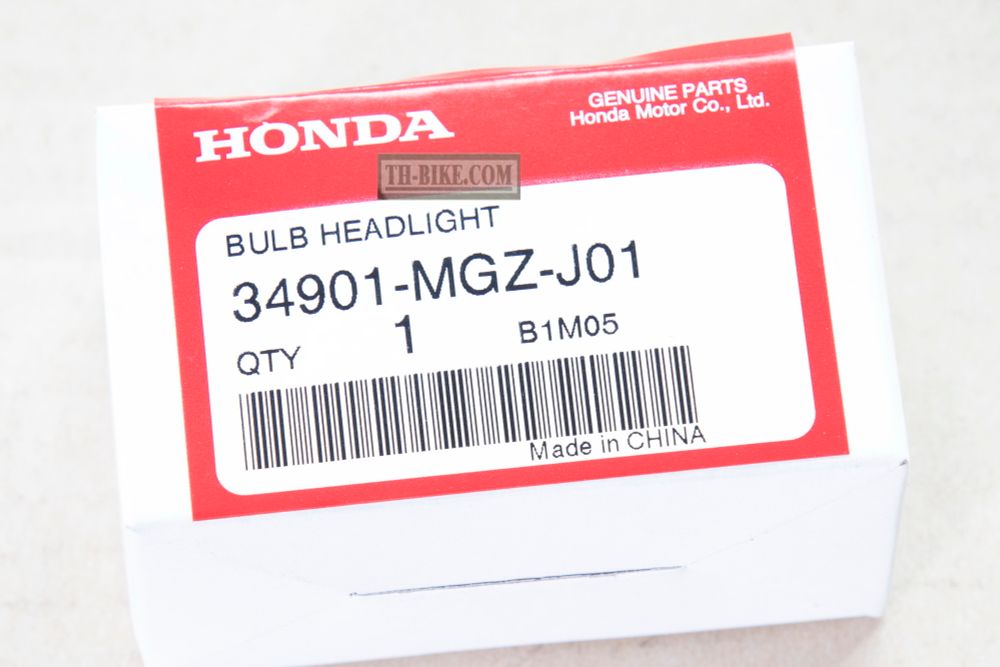 HONDA
GENUINE PARTS
Honda Motor Co., Ltd.
TH-BIKE.COM
BULB HEADLIGHT
34901-MGZ-J01
QTY 1 B1M05
Made in CHINA